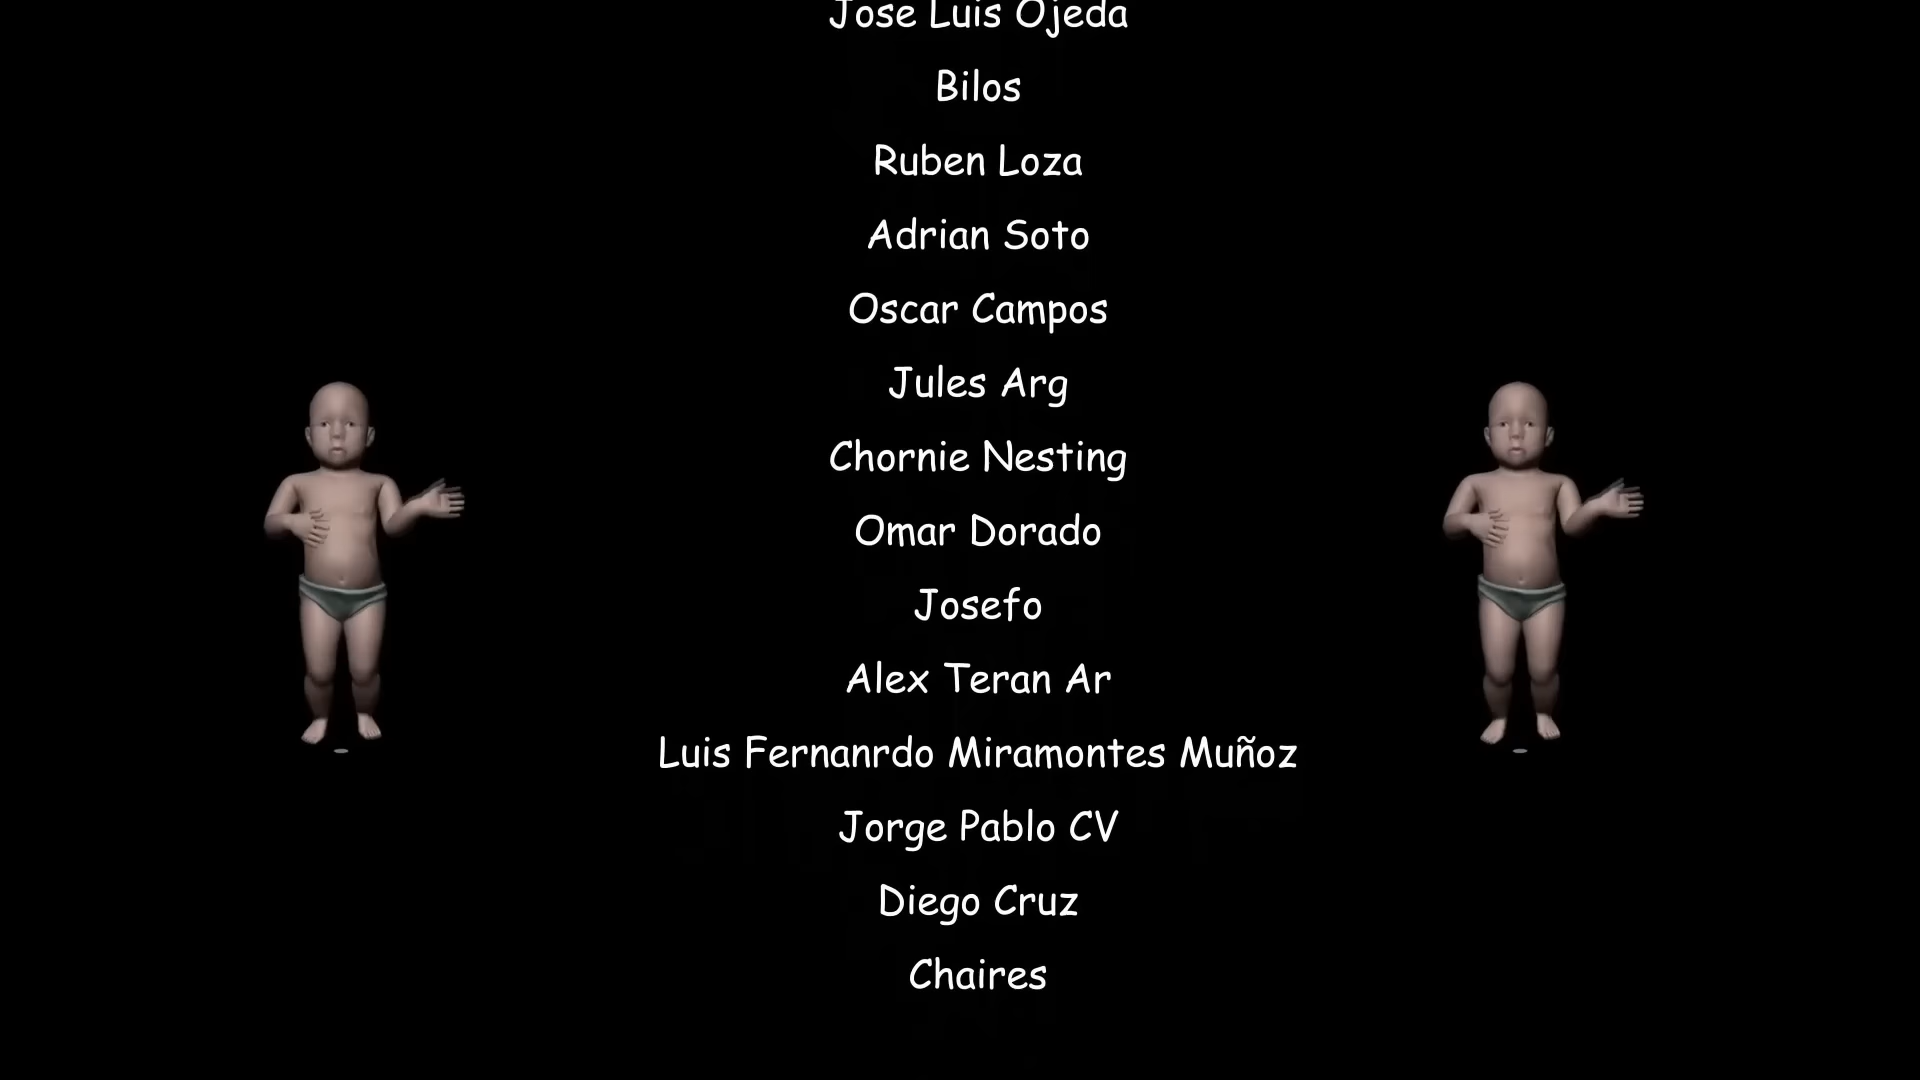 Jose Luis Ojeda
Bilos
Ruben Loza
Adrian Soto
Oscar Campos
Jules Arg
Chornie Nesting
Omar Dorado
Josefo
Alex Teran Ar
Luis Fernanrdo Miramontes Muñoz
Jorge Pablo CV
Diego Cruz
Chaires